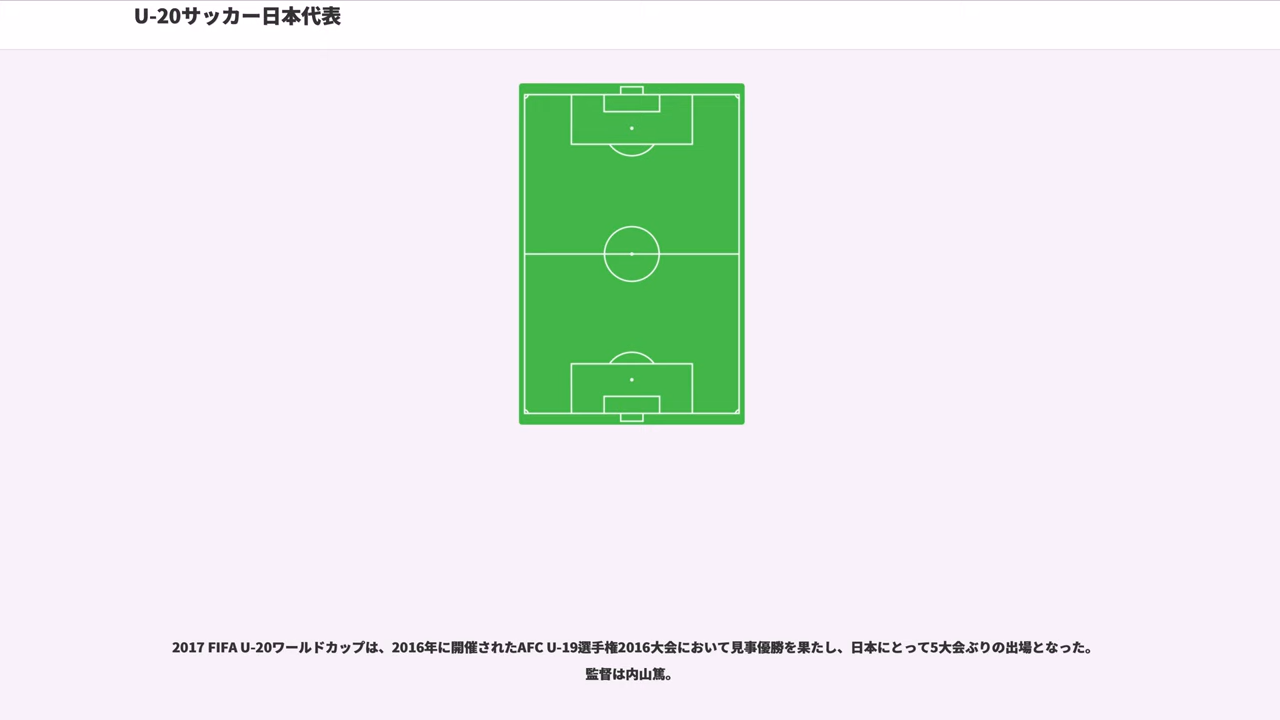 U-20サッカー日本代表
2017 FIFA U-20ワールドカップは、2016年に開催されたAFC U-19選手権2016大会において見事優勝を果たし、日本にとって5大会ぶりの出場となった。
監督は内山篤。